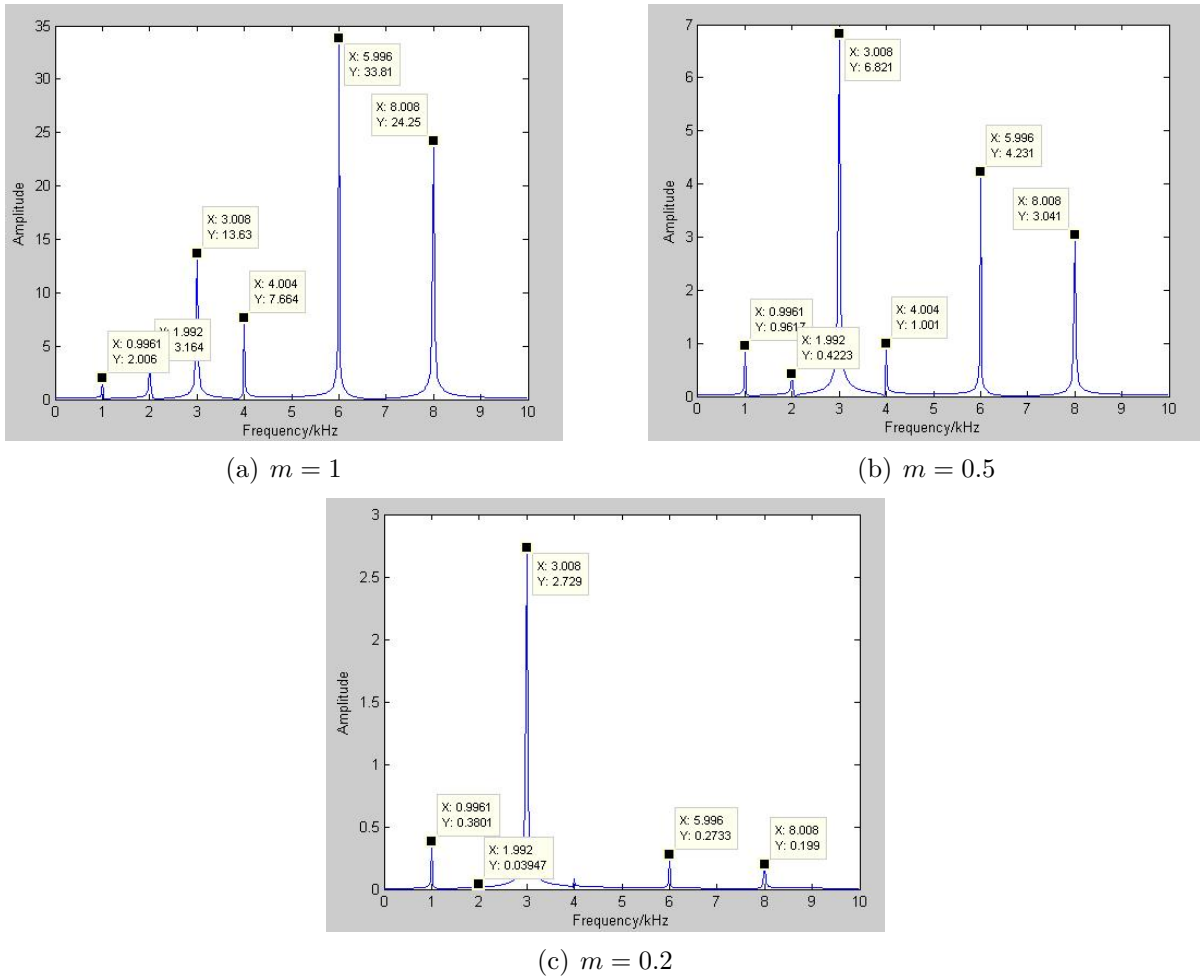 35
30
25
20
15
10
5
0
Amplitude
X: 5.996
Y: 33.81
X: 8.008
Y: 24.25
X: 3.008
Y: 13.63
X: 4.004
Y: 7.664
X: 1.992
3.164
X: 0.9961
Y: 2.006
0 1 2 3 4 5 6 7 8 9 10
Frequency/kHz
(a) m = 1
7
6
5
4
3
2
1
0
Amplitude
X: 3.008
Y: 6.821
X: 5.996
Y: 4.231
X: 8.008
Y: 3.041
X: 0.9961
Y: 0.9617
X: 1.992
Y: 0.4223
X: 4.004
Y: 1.001
0 1 2 3 4 5 6 7 8 9 10
Frequency/kHz
(b) m = 0.5
3
2.5
2
1.5
1
0.5
0
Amplitude
X: 3.008
Y: 2.729
X: 0.9961
Y: 0.3801
X: 1.992
Y: 0.03947
X: 5.996
Y: 0.2733
X: 8.008
Y: 0.199
0 1 2 3 4 5 6 7 8 9 10
Frequency/kHz
(c) m = 0.2